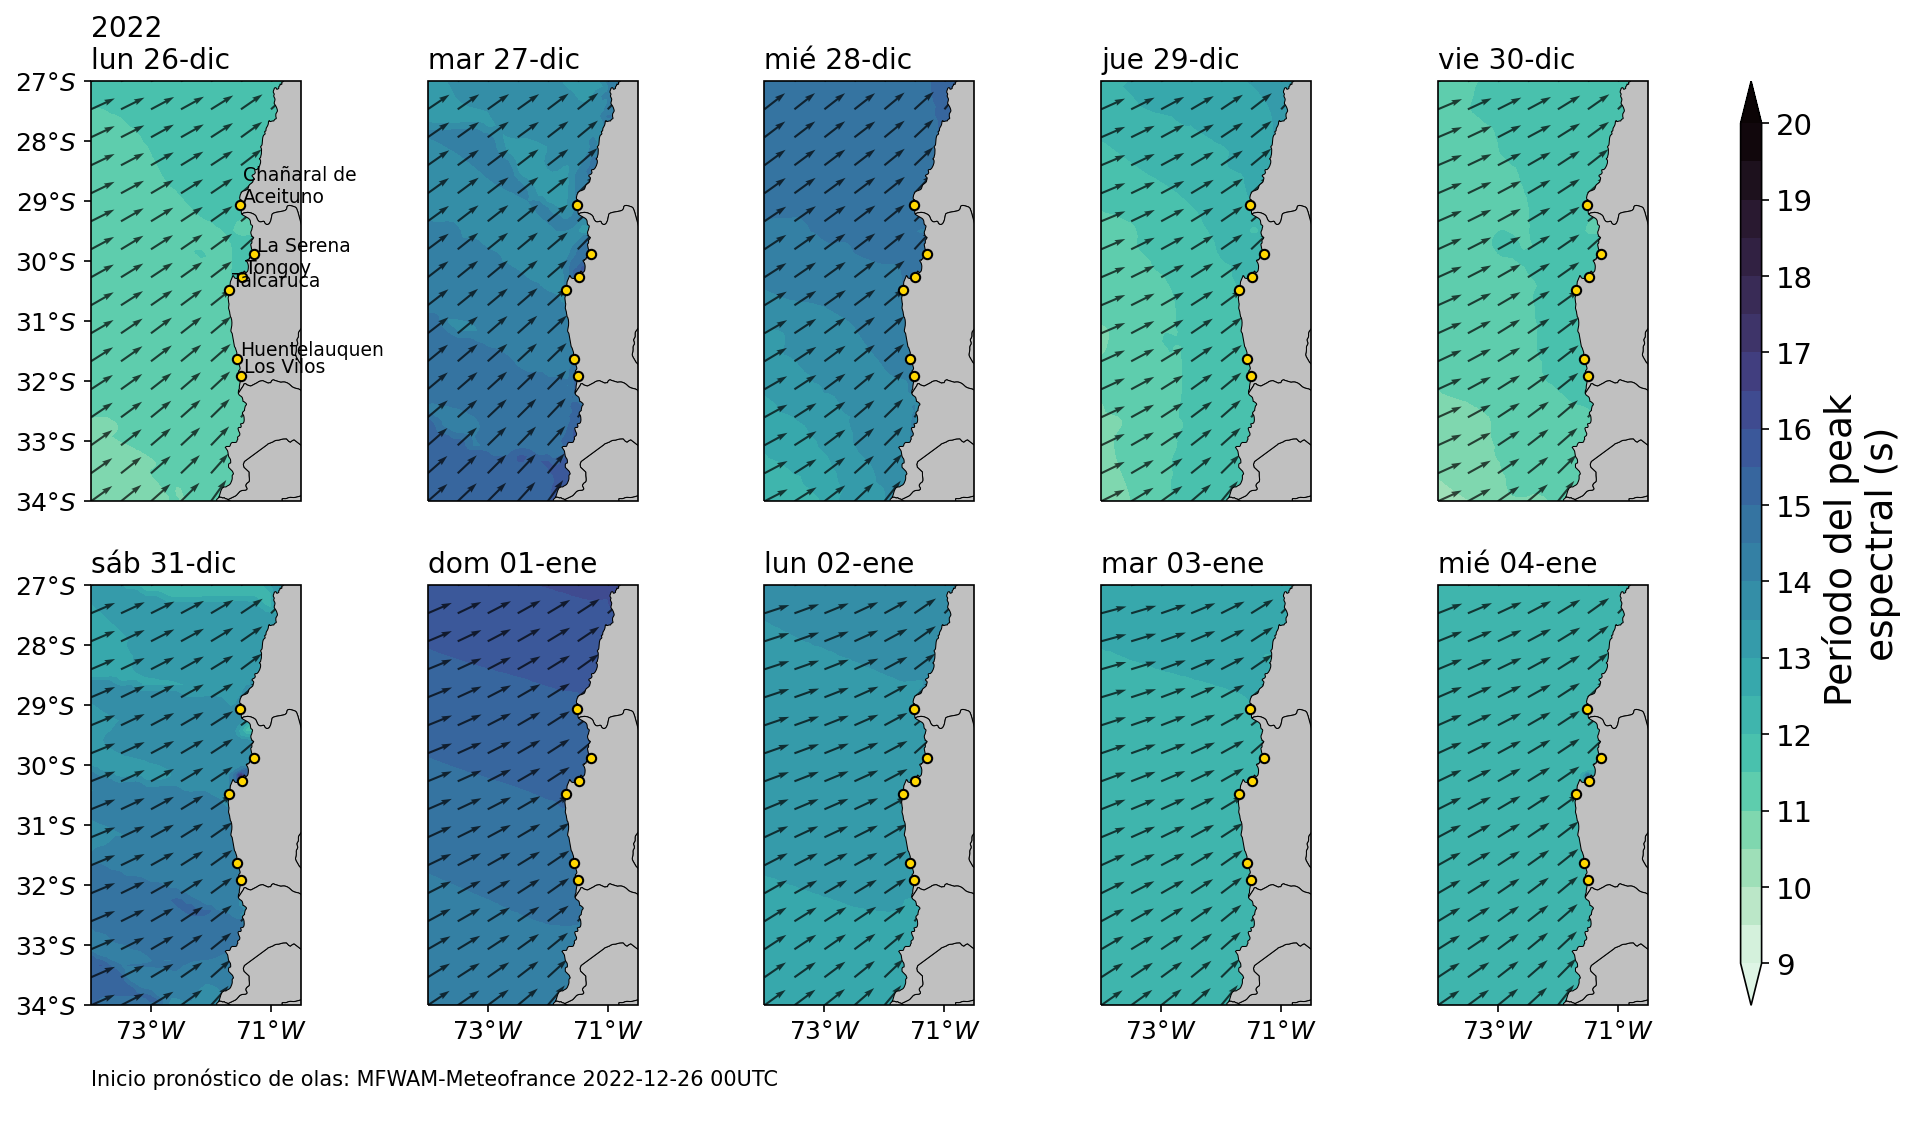 2022
lun 26-dic
mar 27-dic
mié 28-dic
jue 29-dic
vie 30-dic
27°S
28°S
29°S
30°S
31°S
32°S
33°S
34°S
Chañaral de
Aceituno
La Serena
Tongoy
Talcaruca
Huentelauquen
Los Vilos
sáb 31-dic
dom 01-ene
lun 02-ene
mar 03-ene
mié 04-ene
27°S
28°S
29°S
30°S
31°S
32°S
33°S
34°S
73°W 71°W
73°W 71°W
73°W 71°W
73°W 71°W
73°W 71°W
20
19
18
17
16
15
14
13
12
11
10
9
Período del peak
espectral (s)
Inicio pronóstico de olas: MFWAM-Meteofrance 2022-12-26 00UTC